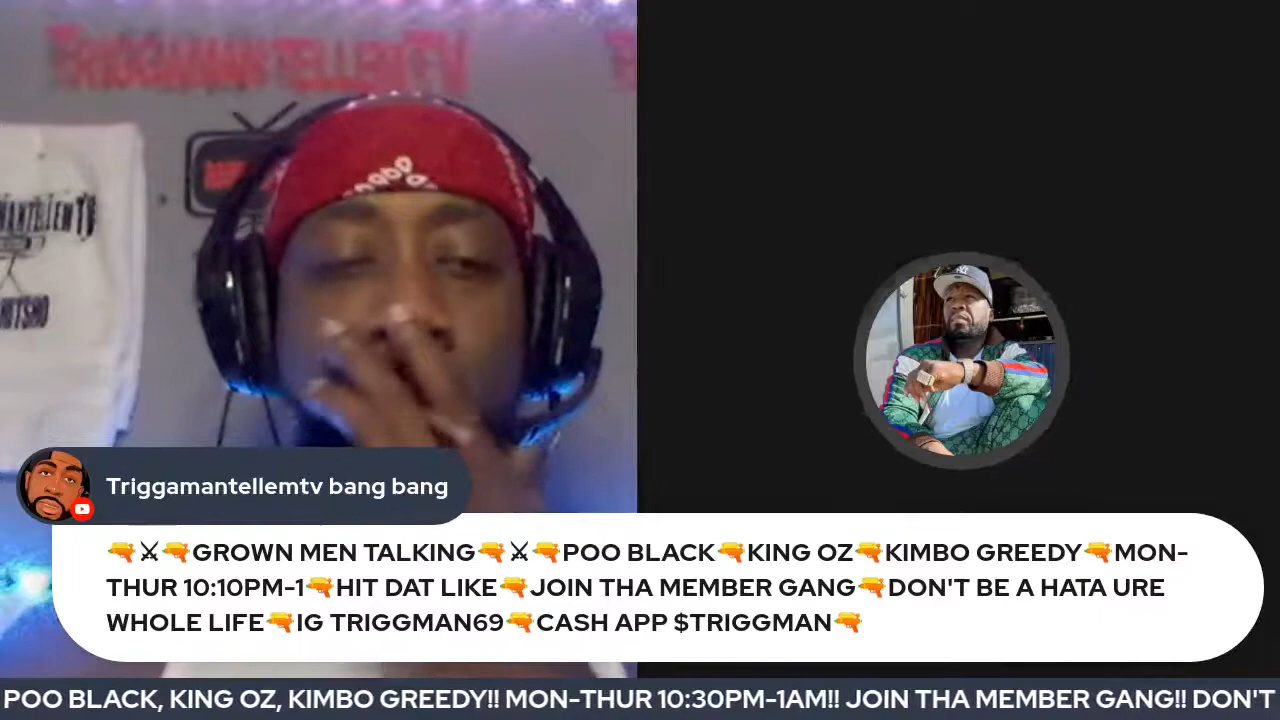 TRIGGAMANTELLEMTV
Triggamantellemtv bang bang
🔫⚔🔫GROWN MEN TALKING🔫⚔🔫POO BLACK🔫KING OZ🔫KIMBO GREEDY🔫MON-
THUR 10:10PM-1🔫HIT DAT LIKE🔫JOIN THA MEMBER GANG🔫DON'T BE A HATA URE
WHOLE LIFE🔫IG TRIGGMAN69🔫CASH APP $TRIGGMAN🔫
POO BLACK, KING OZ, KIMBO GREEDY!! MON-THUR 10:30PM-1AM!! JOIN THA MEMBER GANG!! DON'T